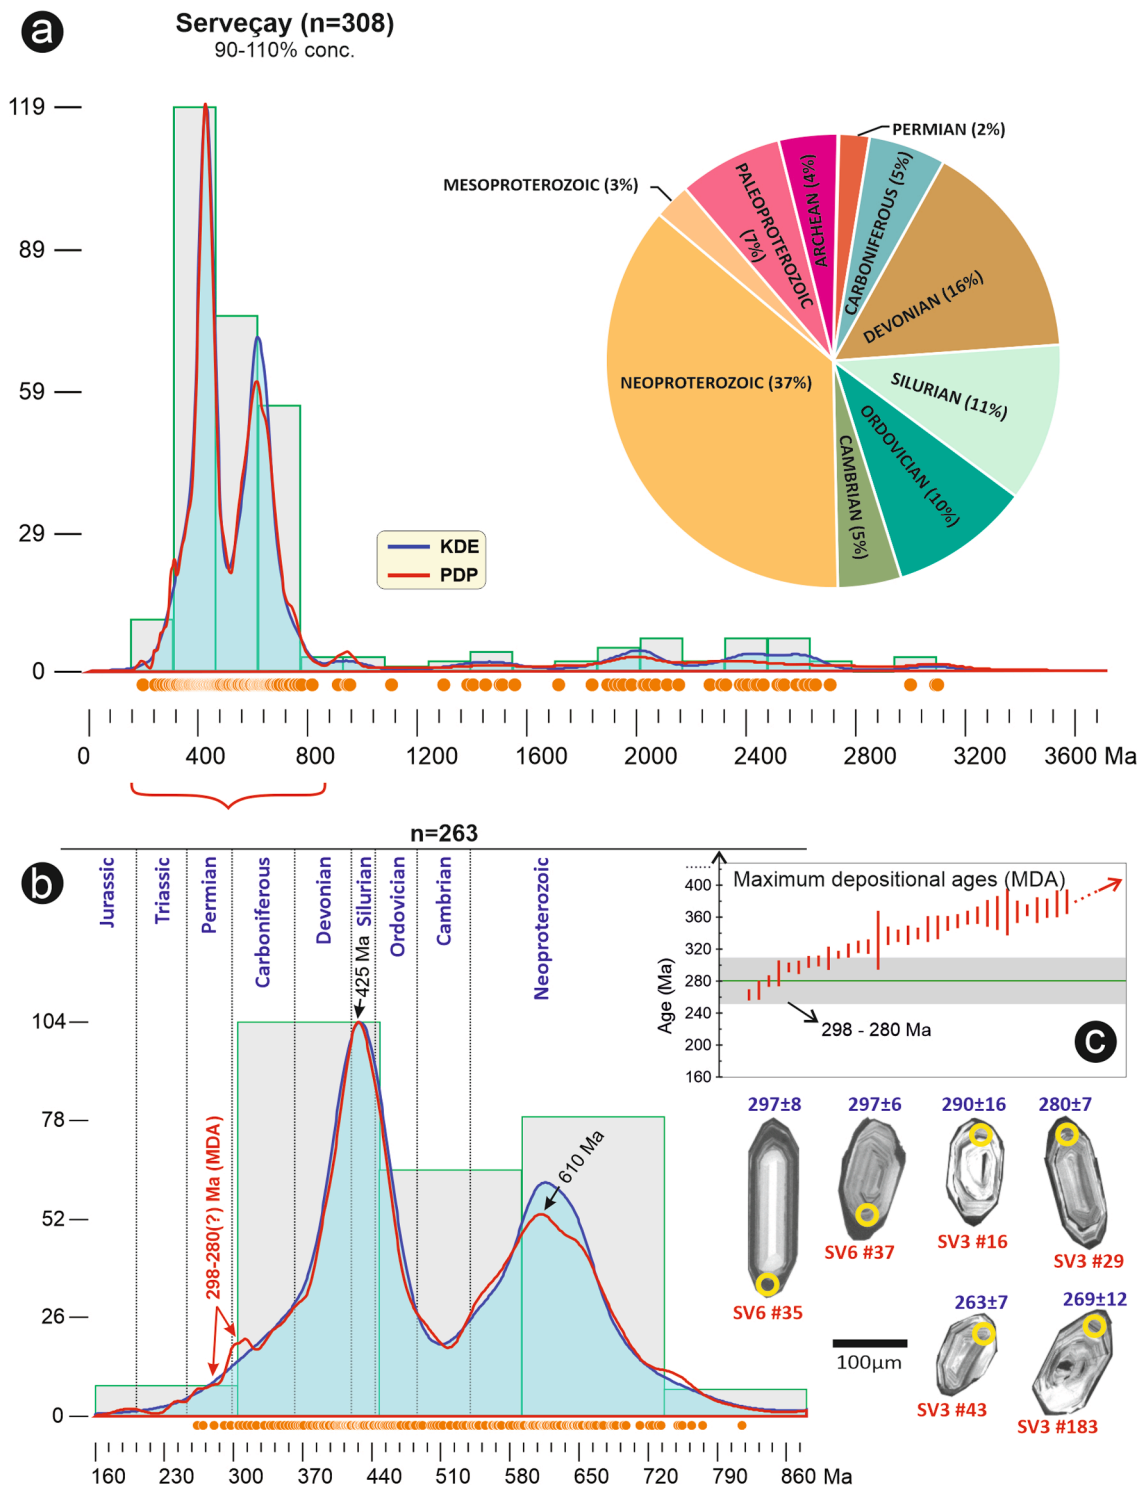 a
Serveçay (n=308)
90-110% conc.
119
89
59
29
0
KDE
PDP
PERMIAN (2%)
CARBONIFEROUS (5%)
DEVONIAN (16%)
SILURIAN (11%)
ORDOVICIAN (10%)
CAMBRIAN (5%)
NEOPROTEROZOIC (37%)
MESOPROTEROZOIC (3%)
PALEOPROTEROZOIC
(7%)
ARCHEAN (4%)
0 400 800 1200 1600 2000 2400 2800 3200 3600 Ma
n=263
b
Jurassic
Triassic
Permian
Carboniferous
Devonian
Silurian
Ordovician
Cambrian
Neoproterozoic
425 Ma
610 Ma
298-280(?) Ma (MDA)
104
78
52
26
0
160 230 300 370 440 510 580 650 720 790 860 Ma
Maximum depositional ages (MDA)
Age (Ma)
400
360
320
280
240
200
160
298 - 280 Ma
c
297±8 297±6 290±16 280±7
SV6 #35
SV6 #37
SV3 #16
SV3 #29
263±7 269±12
SV3 #43
SV3 #183
100µm